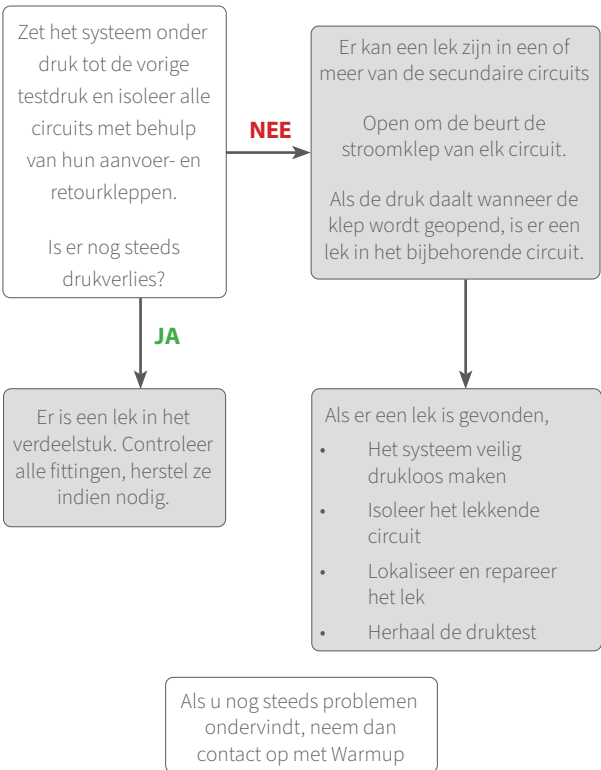 Zet het systeem onder
druk tot de vorige
testdruk en isoleer alle
circuits met behulp
van hun aanvoer- en
retourkleppen.
Is er nog steeds
drukverlies?
NEE
Er kan een lek zijn in een of
meer van de secundaire circuits
Open om de beurt de
stroomklep van elk circuit.
Als de druk daalt wanneer de
klep wordt geopend, is er een
lek in het bijbehorende circuit.
JA
Er is een lek in het
verdeelstuk. Controleer
alle fittingen, herstel ze
indien nodig.
Als er een lek is gevonden,
• Het systeem veilig
drukloos maken
• Isoleer het lekkende
circuit
• Lokaliseer en repareer
het lek
• Herhaal de druktest
Als u nog steeds problemen
ondervindt, neem dan
contact op met Warmup